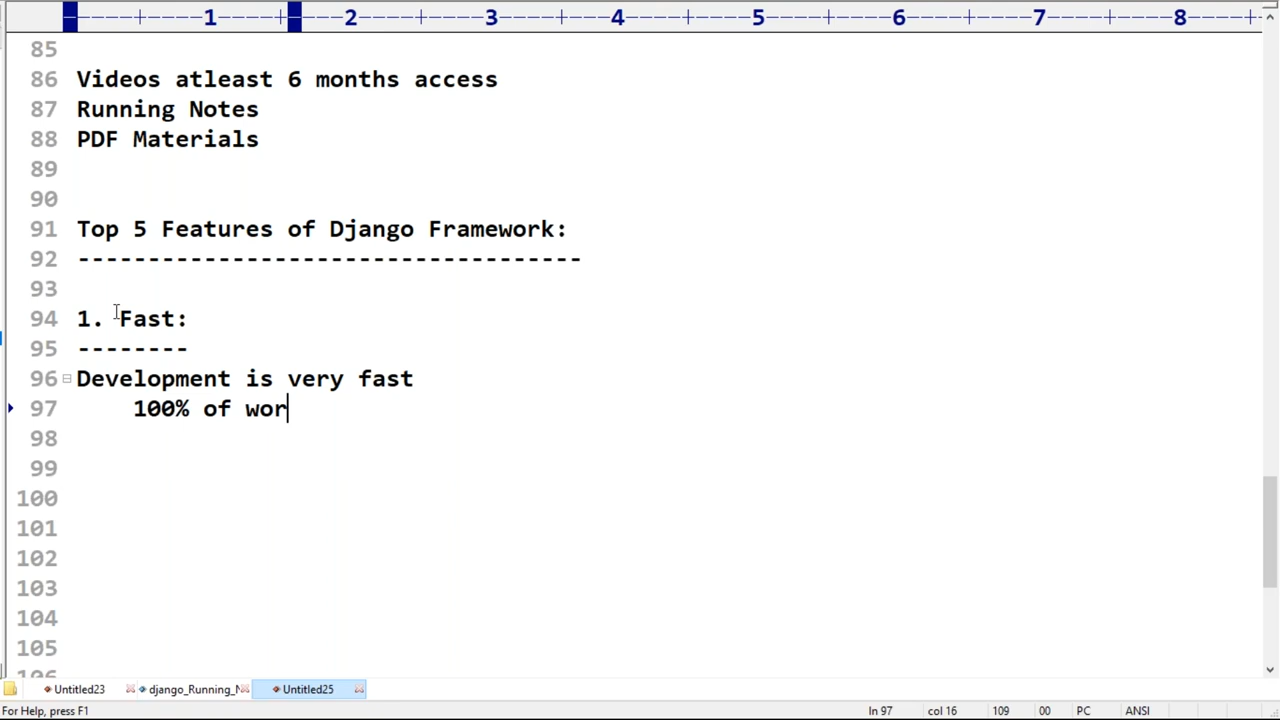 1 2 3 4 5 6 7 8
85
86 Videos atleast 6 months access
87 Running Notes
88 PDF Materials
89
90
91 Top 5 Features of Django Framework:
92 ------------------------------------
93
94 1. Fast:
95 --------
96 Development is very fast
97 100% of wor
98
99
100
101
102
103
104
105
106
Untitled23 django_Running_N Untitled25
For Help, press F1 ln 97 col 16 109 00 PC ANSI